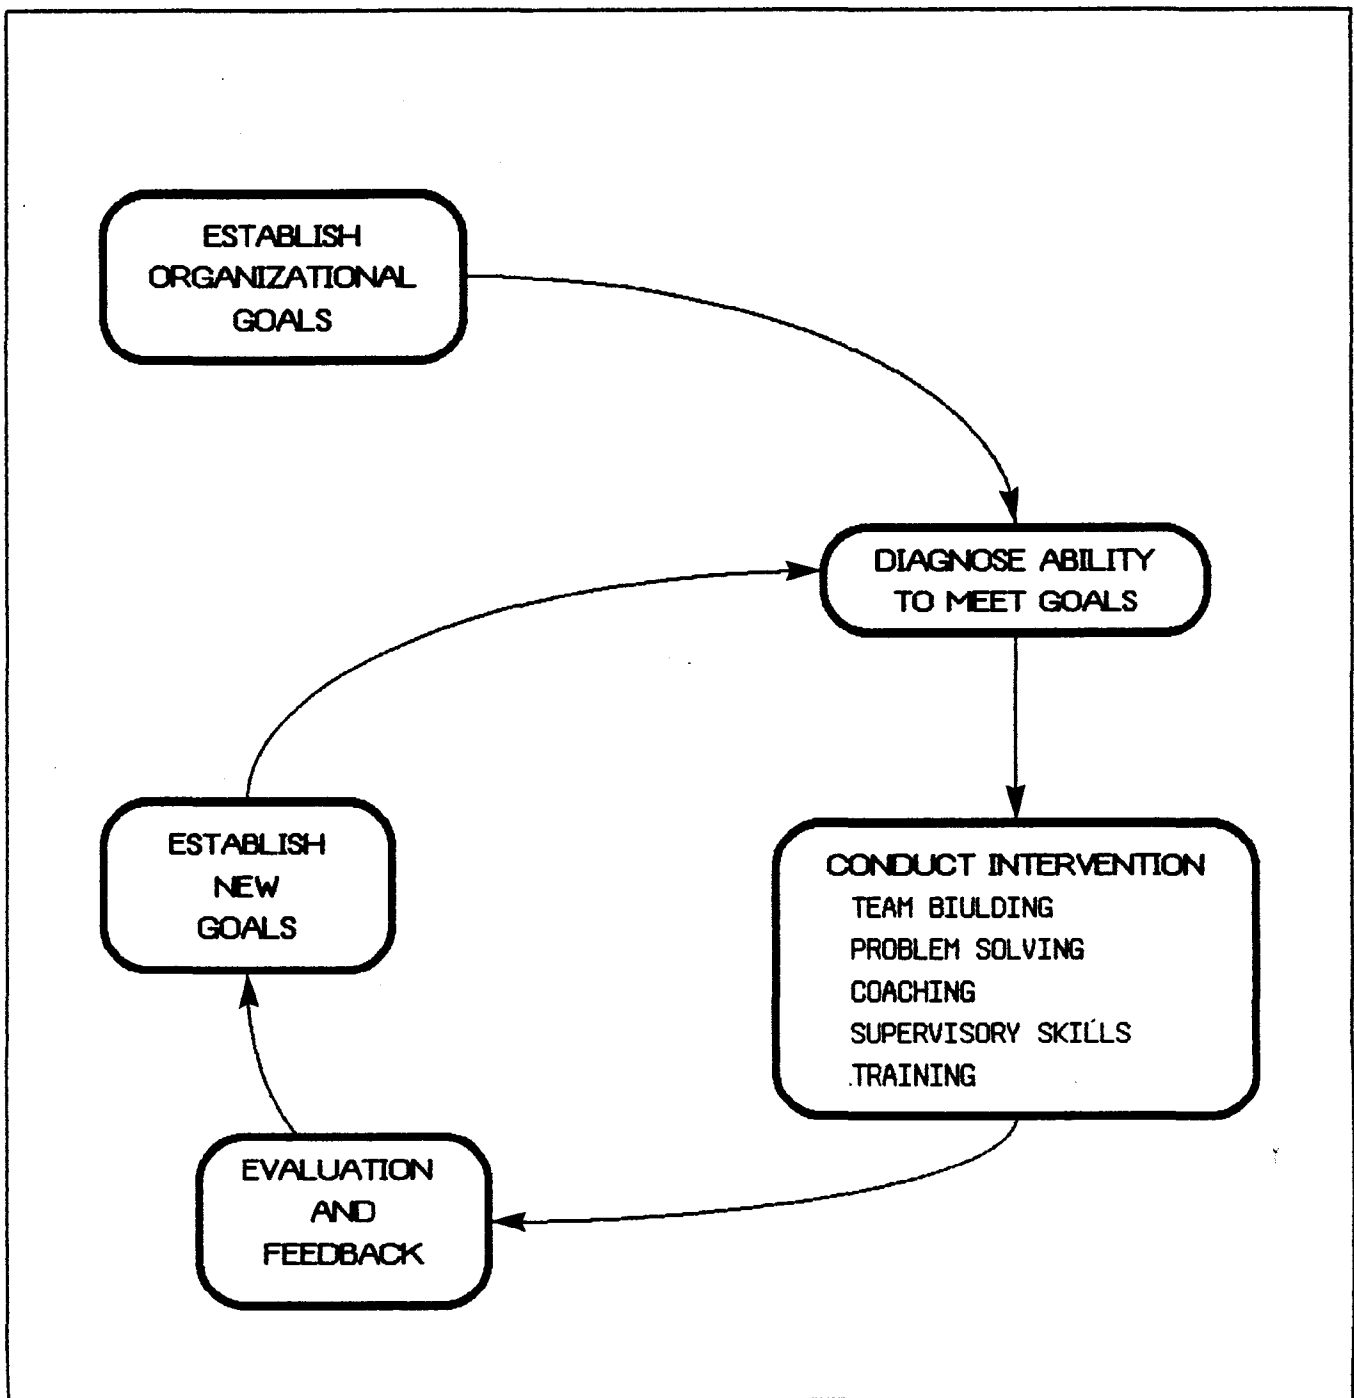 ESTABLISH
ORGANIZATIONAL
GOALS
DIAGNOSE ABILITY
TO MEET GOALS
ESTABLISH
NEW
GOALS
CONDUCT INTERVENTION
TEAM BIULDING
PROBLEM SOLVING
COACHING
SUPERVISORY SKILLS
TRAINING
EVALUATION
AND
FEEDBACK